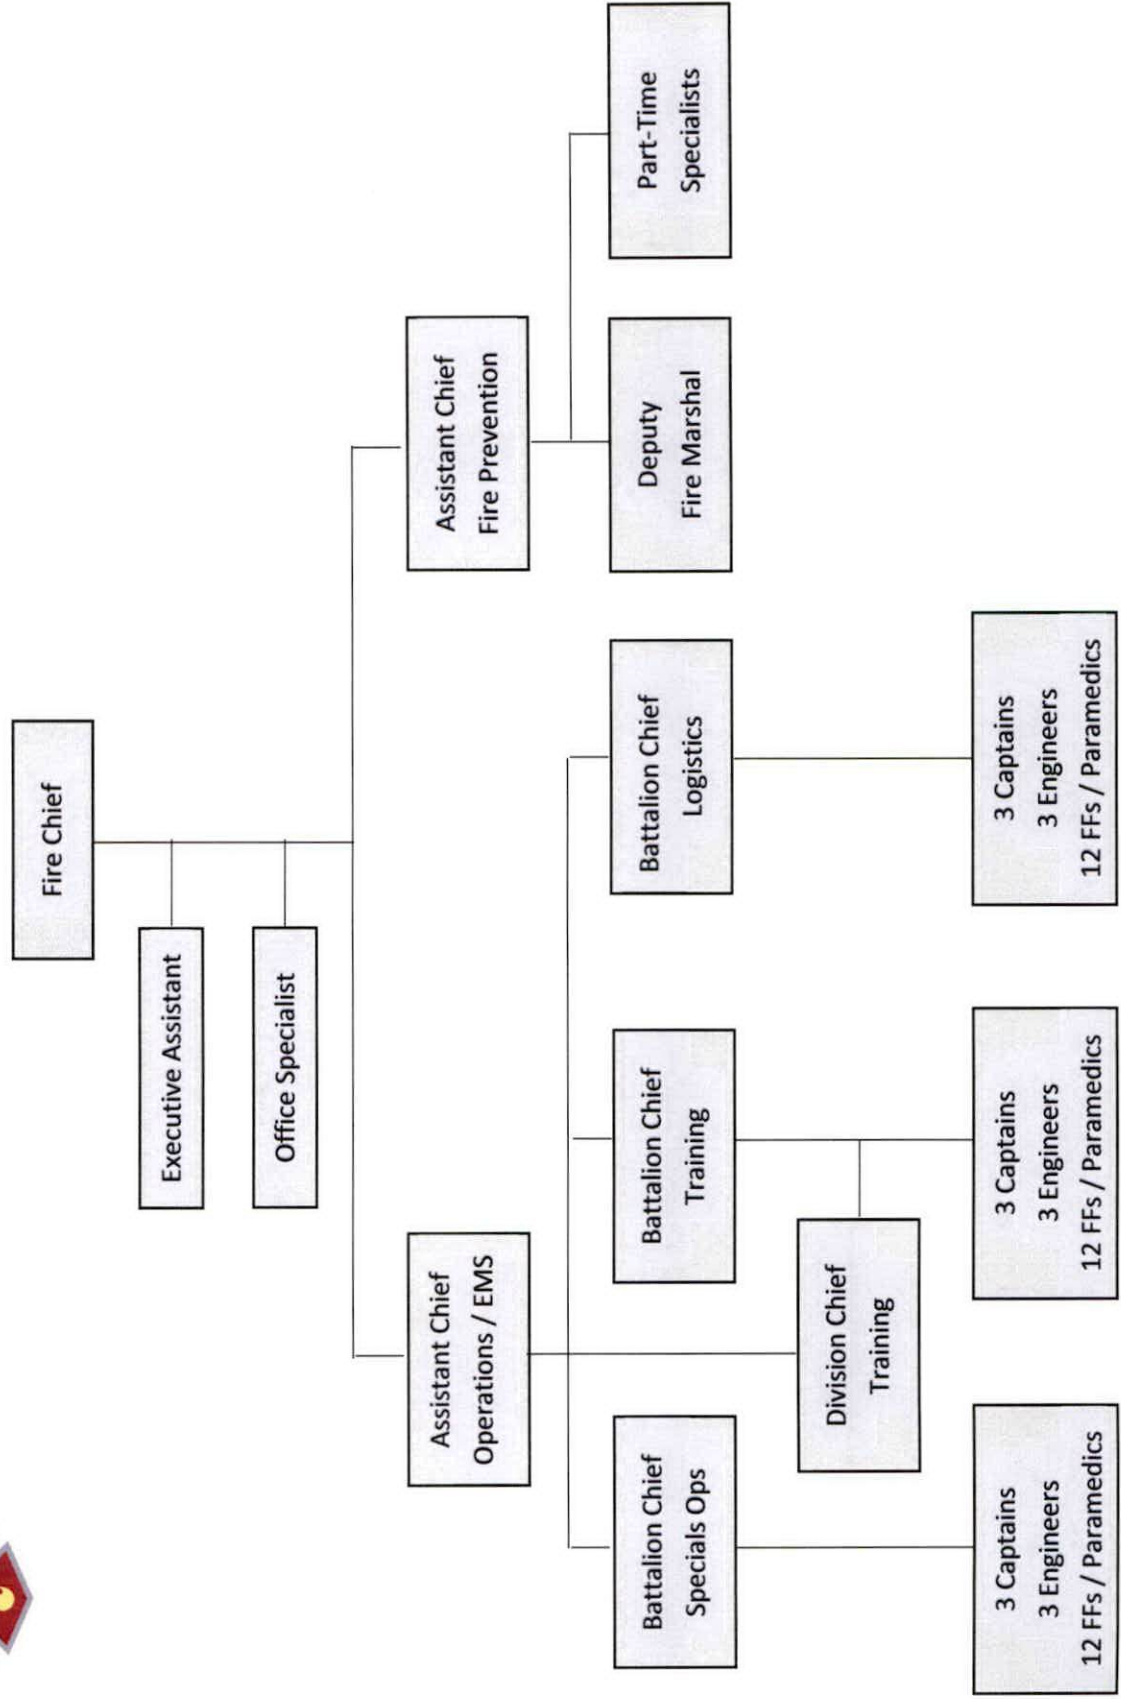 Fire Chief
Executive Assistant
Office Specialist
Assistant Chief
Operations / EMS
Assistant Chief
Fire Prevention
Battalion Chief
Specials Ops
Battalion Chief
Training
Battalion Chief
Logistics
Deputy
Fire Marshal
Part-Time
Specialists
Division Chief
Training
3 Captains
3 Engineers
12 FFs / Paramedics
3 Captains
3 Engineers
12 FFs / Paramedics
3 Captains
3 Engineers
12 FFs / Paramedics